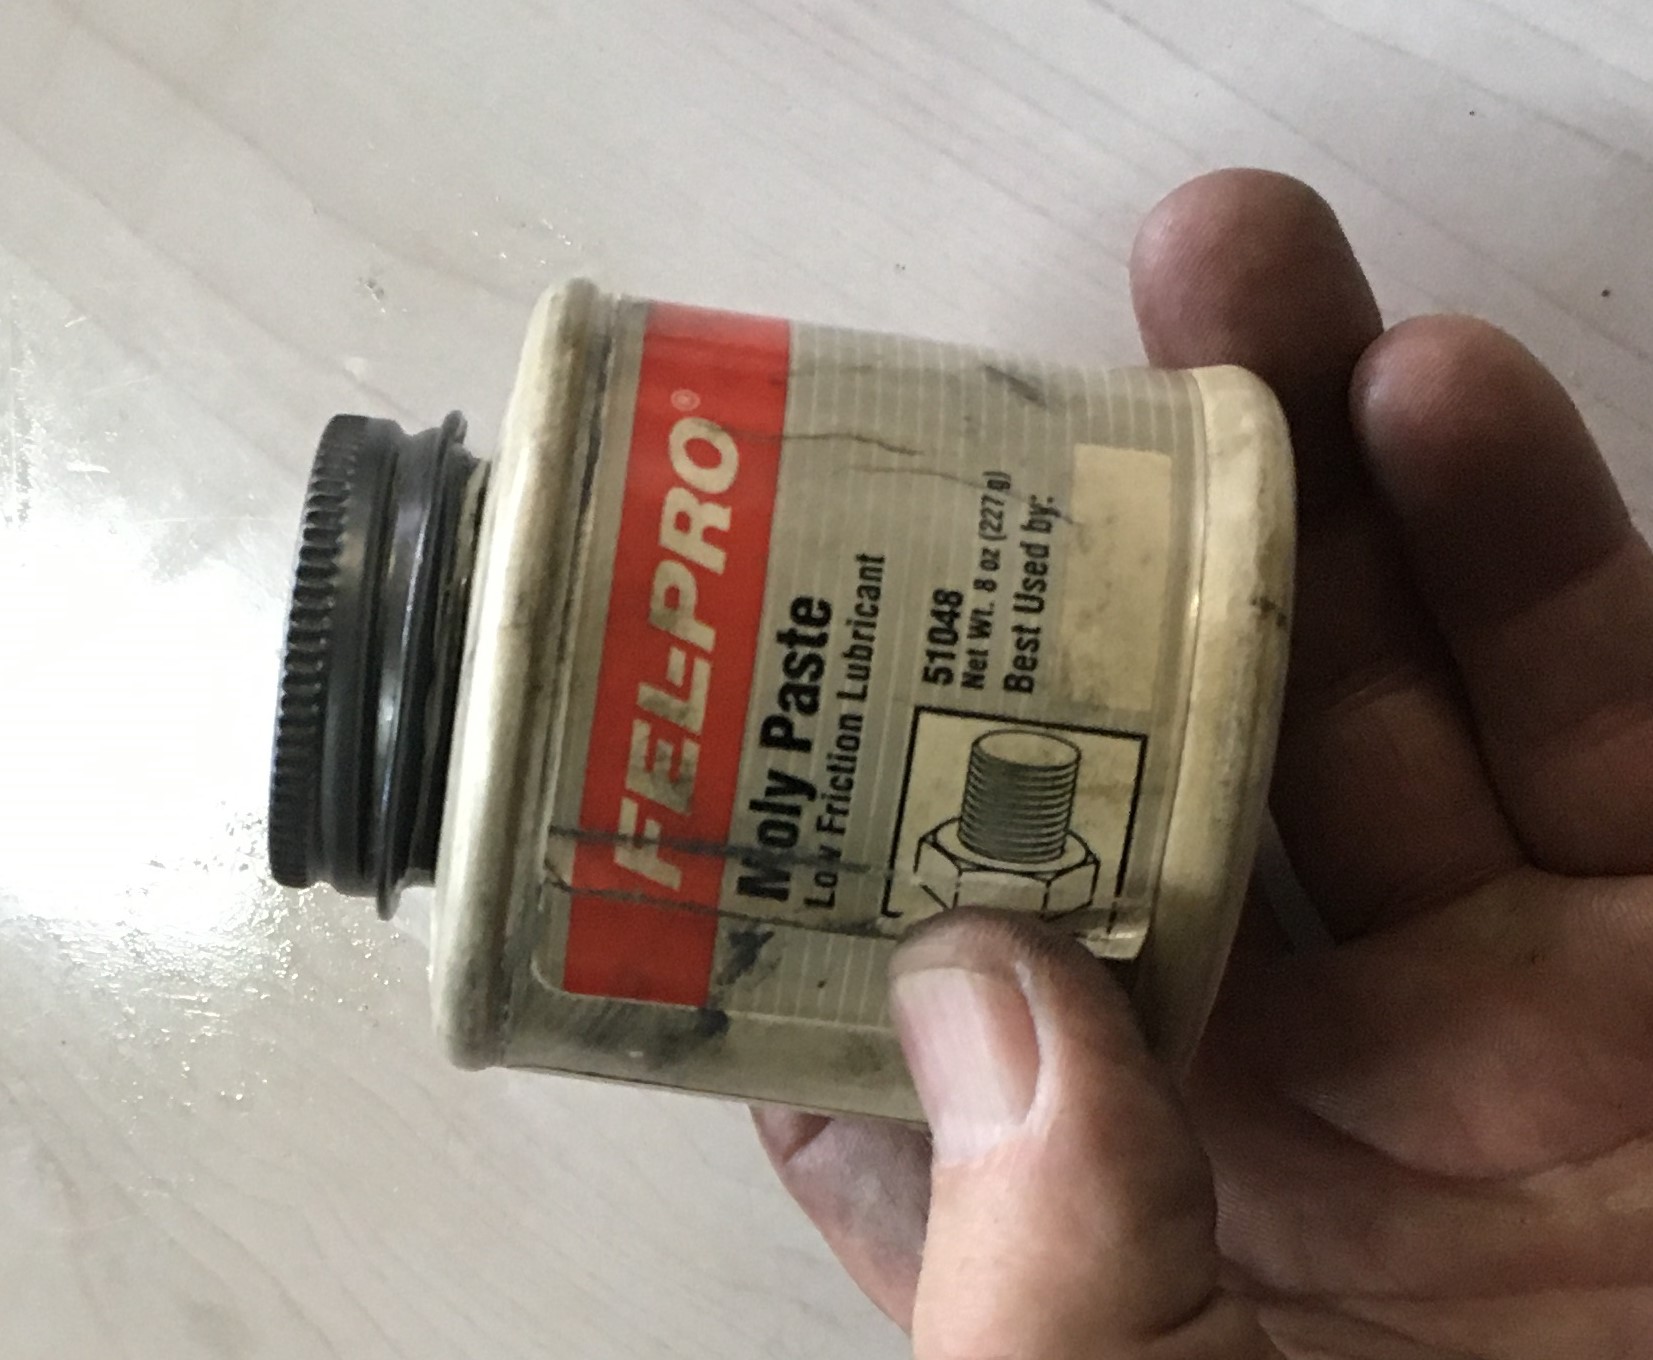 FEL-PRO®
Moly Paste
Low Friction Lubricant
51048
Net Wt. 8 oz (227 g)
Best Used by: